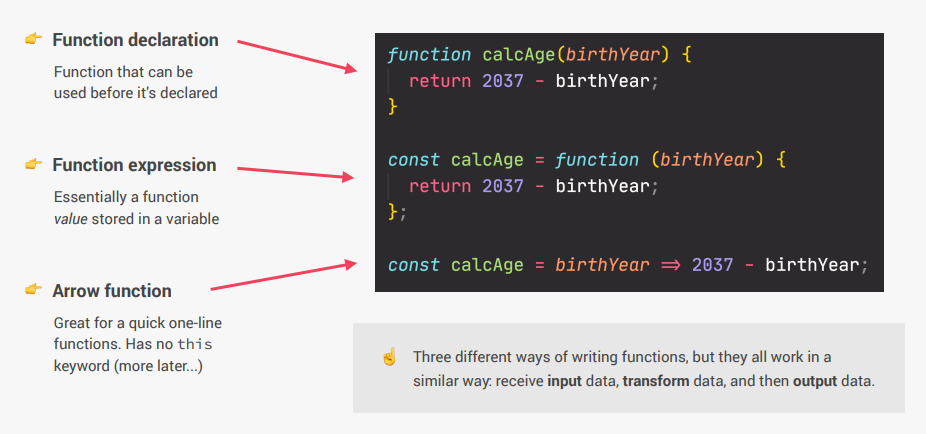 👉 Function declaration
Function that can be
used before it's declared
👉 Function expression
Essentially a function
value stored in a variable
👉 Arrow function
Great for a quick one-line
functions. Has no this
keyword (more later...)
function calcAge(birthYear) {
  return 2037 - birthYear;
}
const calcAge = function (birthYear) {
  return 2037 - birthYear;
};
const calcAge = birthYear => 2037 - birthYear;
☝️ Three different ways of writing functions, but they all work in a
similar way: receive input data, transform data, and then output data.